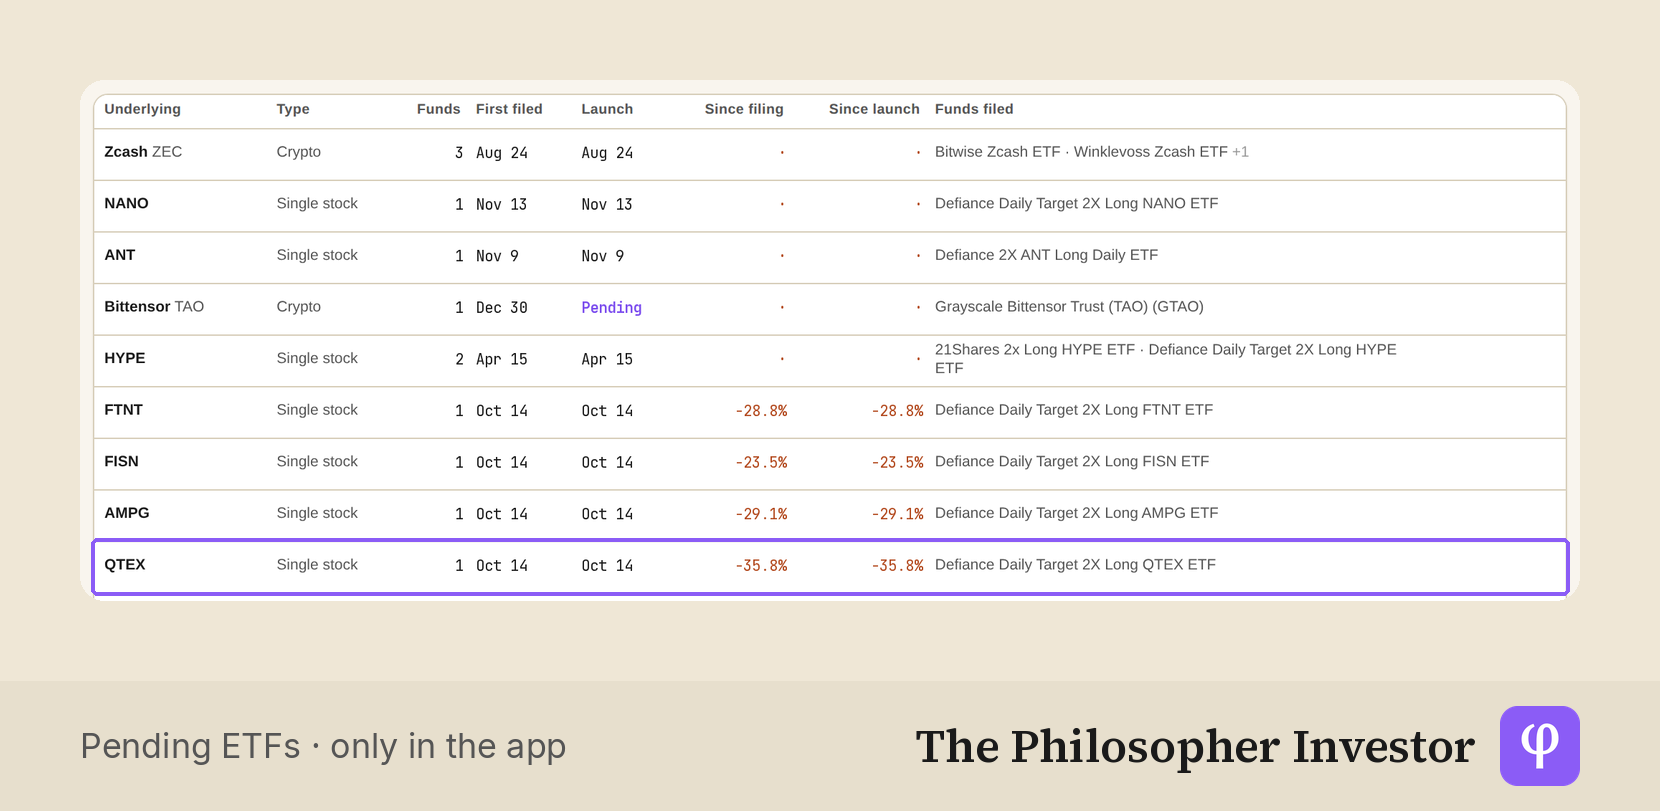 Underlying Type Funds First filed Launch Since filing Since launch Funds filed
Zcash ZEC Crypto 3 Aug 24 Aug 24 · · Bitwise Zcash ETF · Winklevoss Zcash ETF +1
NANO Single stock 1 Nov 13 Nov 13 · · Defiance Daily Target 2X Long NANO ETF
ANT Single stock 1 Nov 9 Nov 9 · · Defiance 2X ANT Long Daily ETF
Bittensor TAO Crypto 1 Dec 30 Pending · · Grayscale Bittensor Trust (TAO) (GTAO)
HYPE Single stock 2 Apr 15 Apr 15 · · 21Shares 2x Long HYPE ETF · Defiance Daily Target 2X Long HYPE
ETF
FTNT Single stock 1 Oct 14 Oct 14 -28.8% -28.8% Defiance Daily Target 2X Long FTNT ETF
FISN Single stock 1 Oct 14 Oct 14 -23.5% -23.5% Defiance Daily Target 2X Long FISN ETF
AMPG Single stock 1 Oct 14 Oct 14 -29.1% -29.1% Defiance Daily Target 2X Long AMPG ETF
QTEX Single stock 1 Oct 14 Oct 14 -35.8% -35.8% Defiance Daily Target 2X Long QTEX ETF
Pending ETFs · only in the app
The Philosopher Investor φ